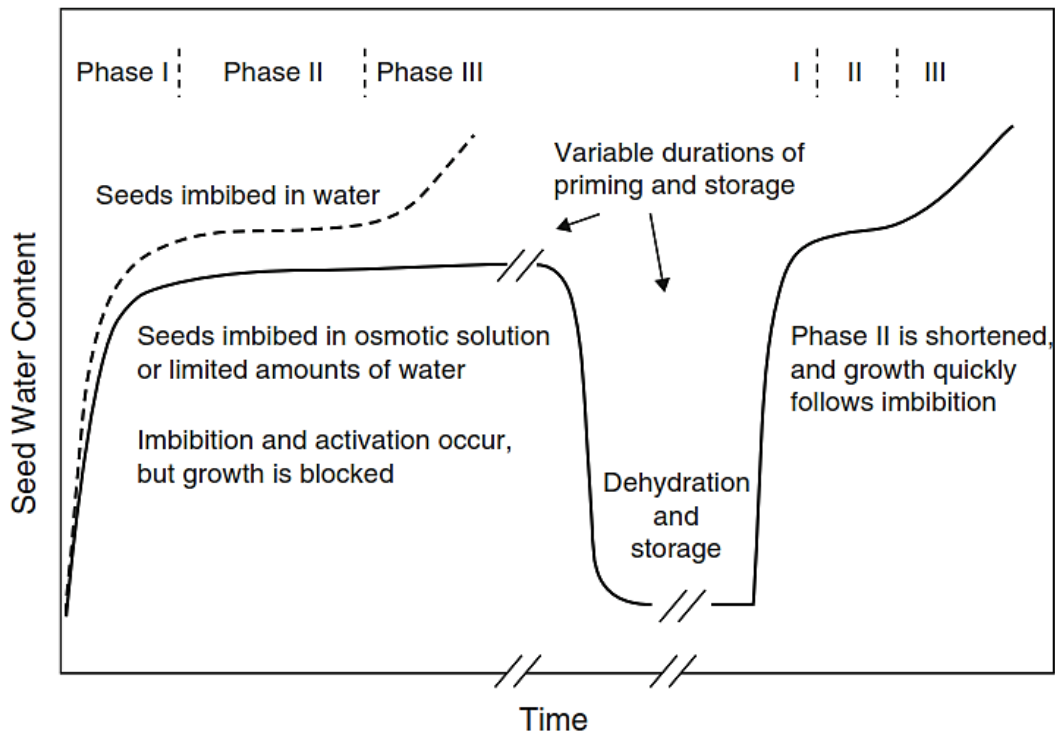 Phase I
Phase II
Phase III
I
II
III
Variable durations of
priming and storage
Seeds imbibed in water
Seeds imbibed in osmotic solution
or limited amounts of water
Imbibition and activation occur,
but growth is blocked
Phase II is shortened,
and growth quickly
follows imbibition
Dehydration
and
storage
Seed Water Content
Time